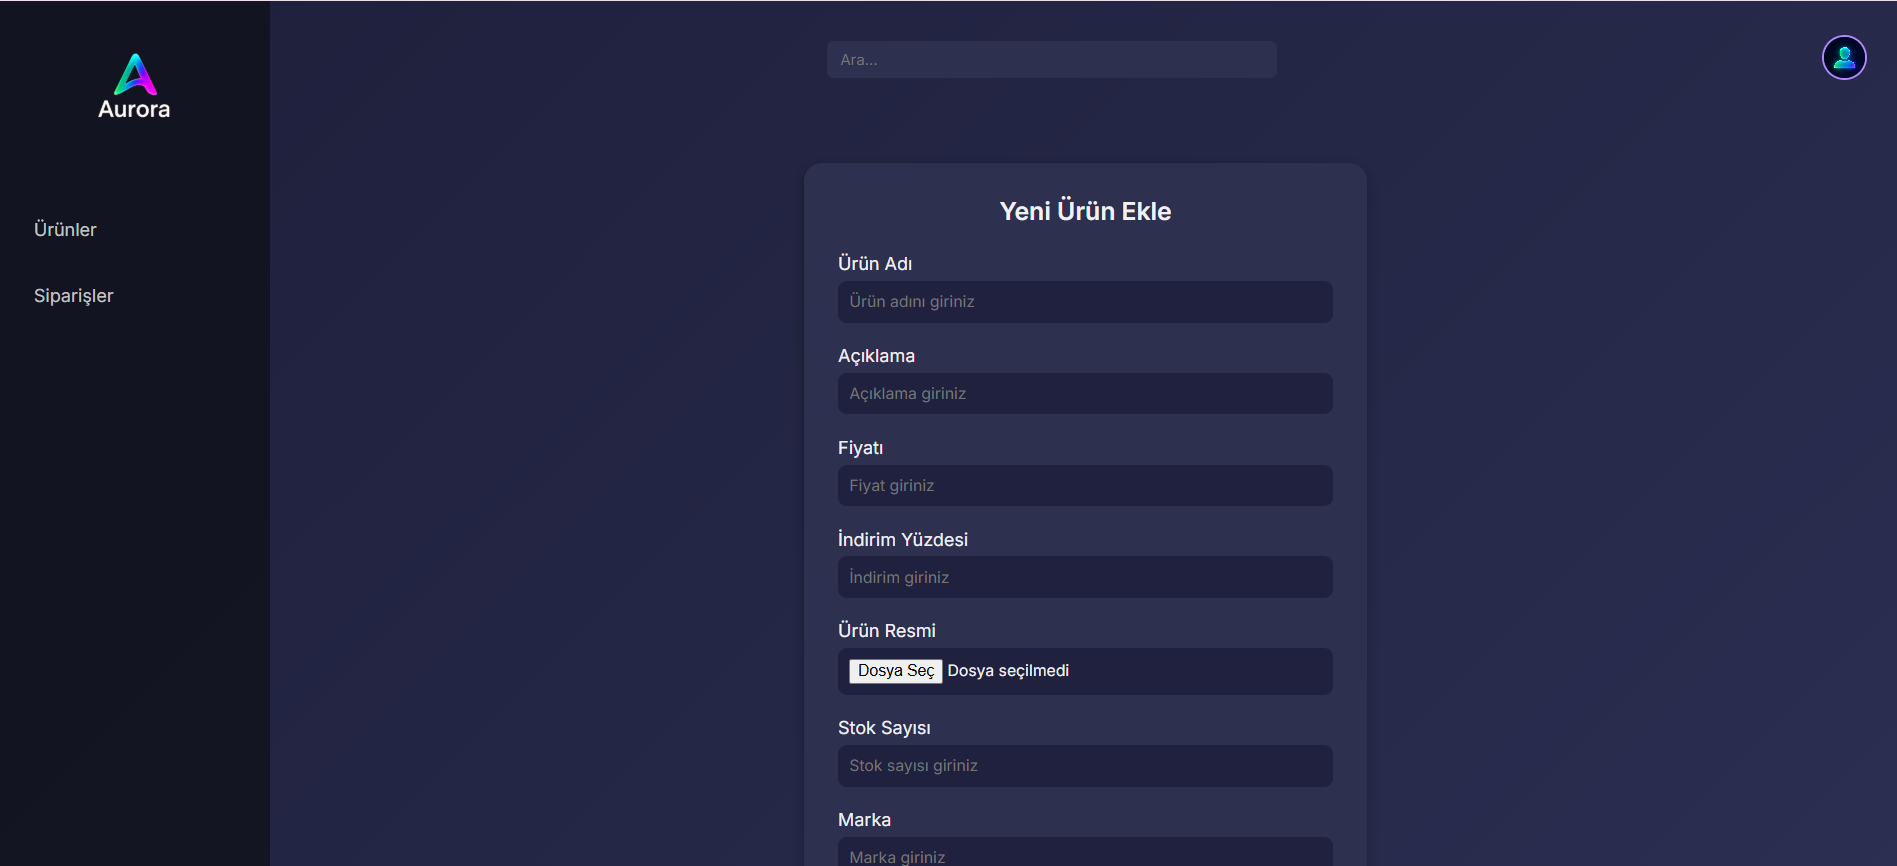 Aurora
Ürünler
Siparişler
Ara...
Yeni Ürün Ekle
Ürün Adı
Ürün adını giriniz
Açıklama
Açıklama giriniz
Fiyatı
Fiyat giriniz
İndirim Yüzdesi
İndirim giriniz
Ürün Resmi
Dosya Seç Dosya seçilmedi
Stok Sayısı
Stok sayısı giriniz
Marka
Marka giriniz